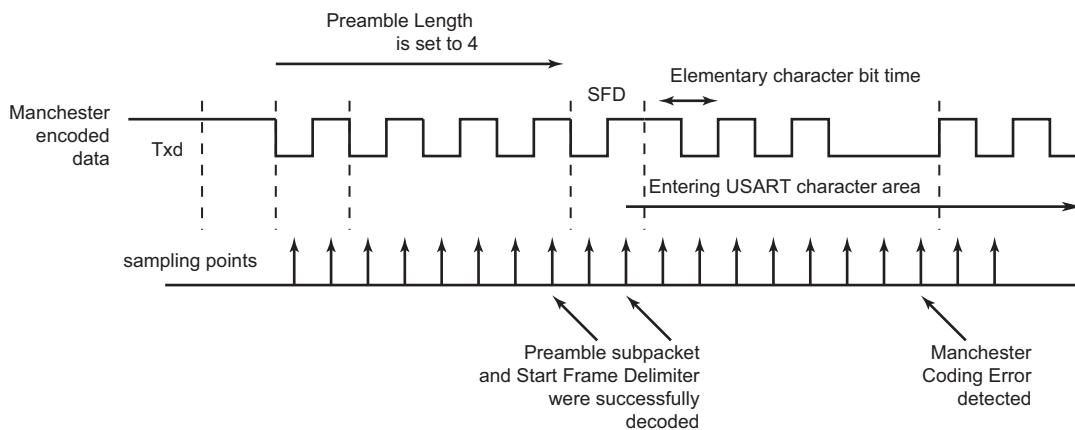 Preamble Length
is set to 4
Elementary character bit time
SFD
Manchester
encoded
data
Txd
Entering USART character area
sampling points
Preamble subpacket
and Start Frame Delimiter
were successfully
decoded
Manchester
Coding Error
detected